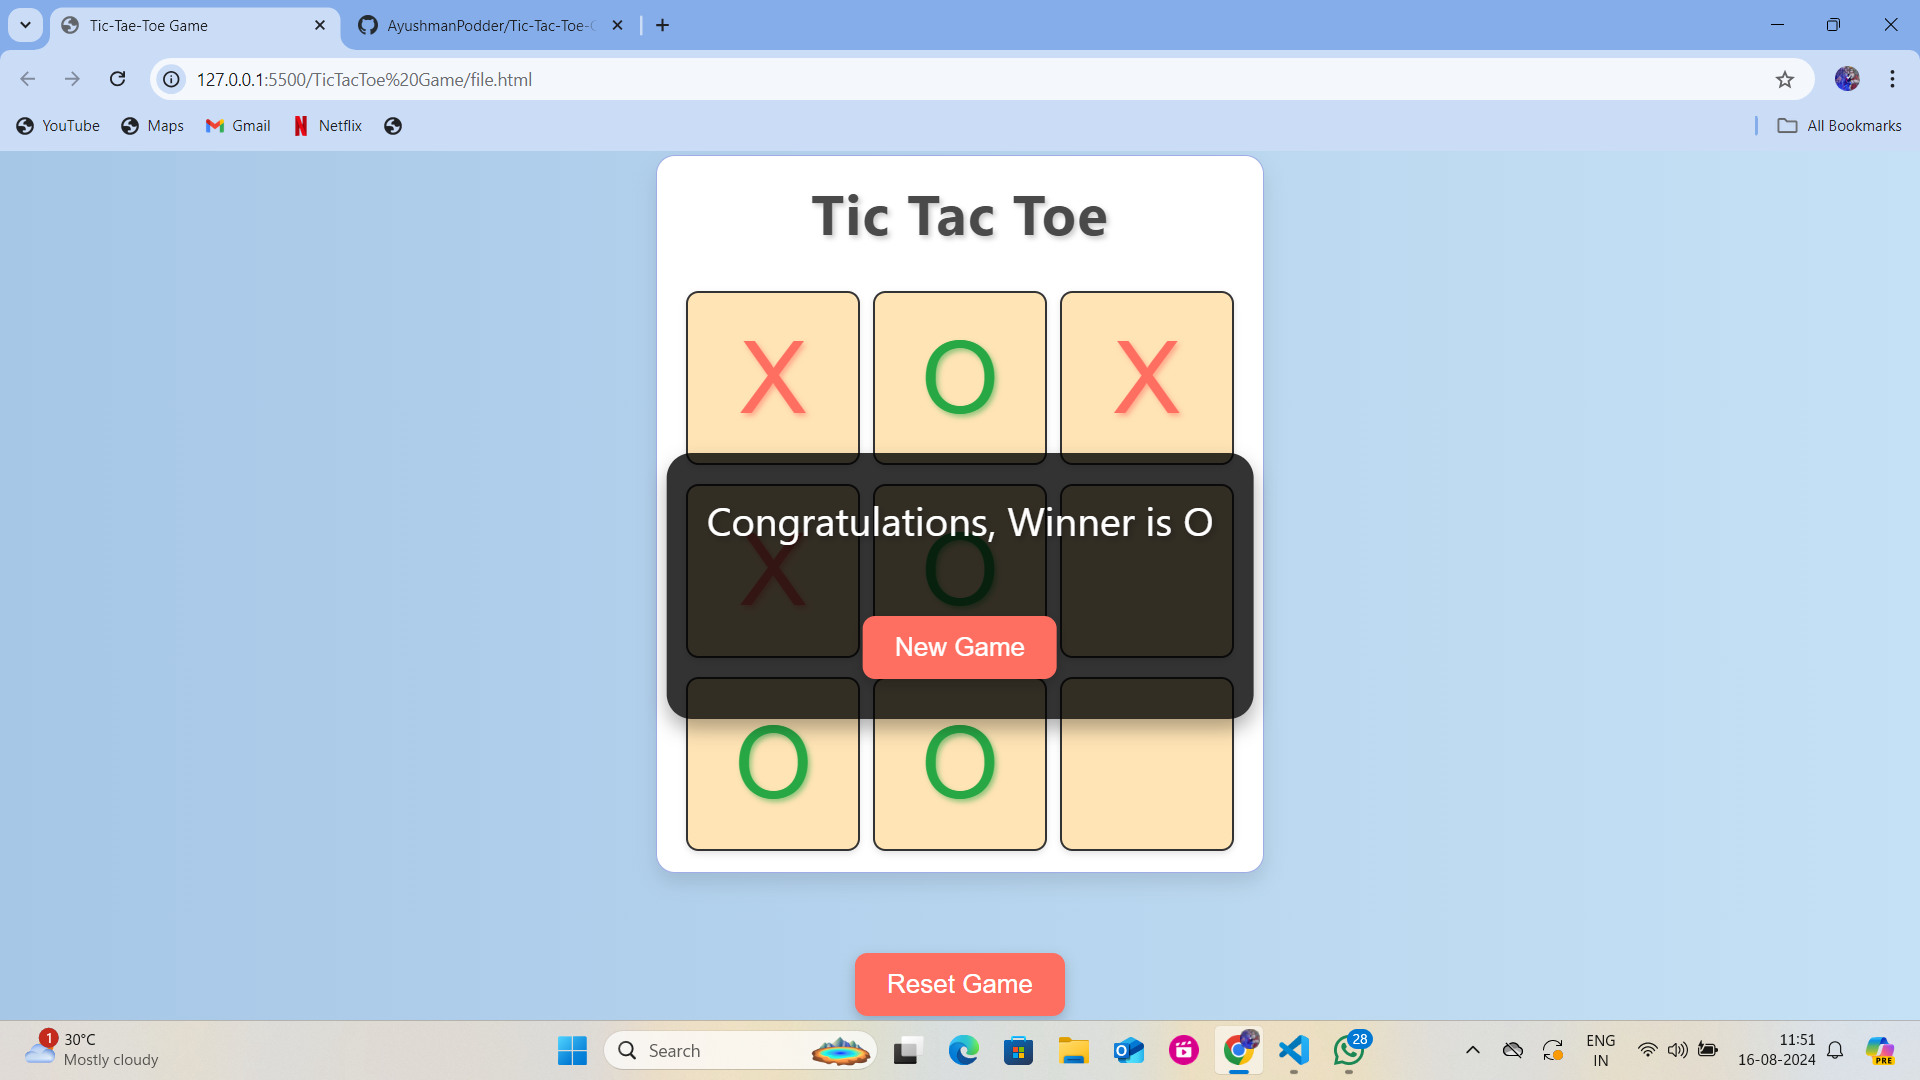 Tic-Tae-Toe Game
AyushmanPodder/Tic-Tac-Toe-
127.0.0.1:5500/TicTacToe%20Game/file.html
YouTube
Maps
Gmail
Netflix
All Bookmarks
Tic Tac Toe
X O X
Congratulations, Winner is O
X O
New Game
O O
Reset Game
1
30°C
Mostly cloudy
Search
28
ENG
IN
11:51
16-08-2024
PRE